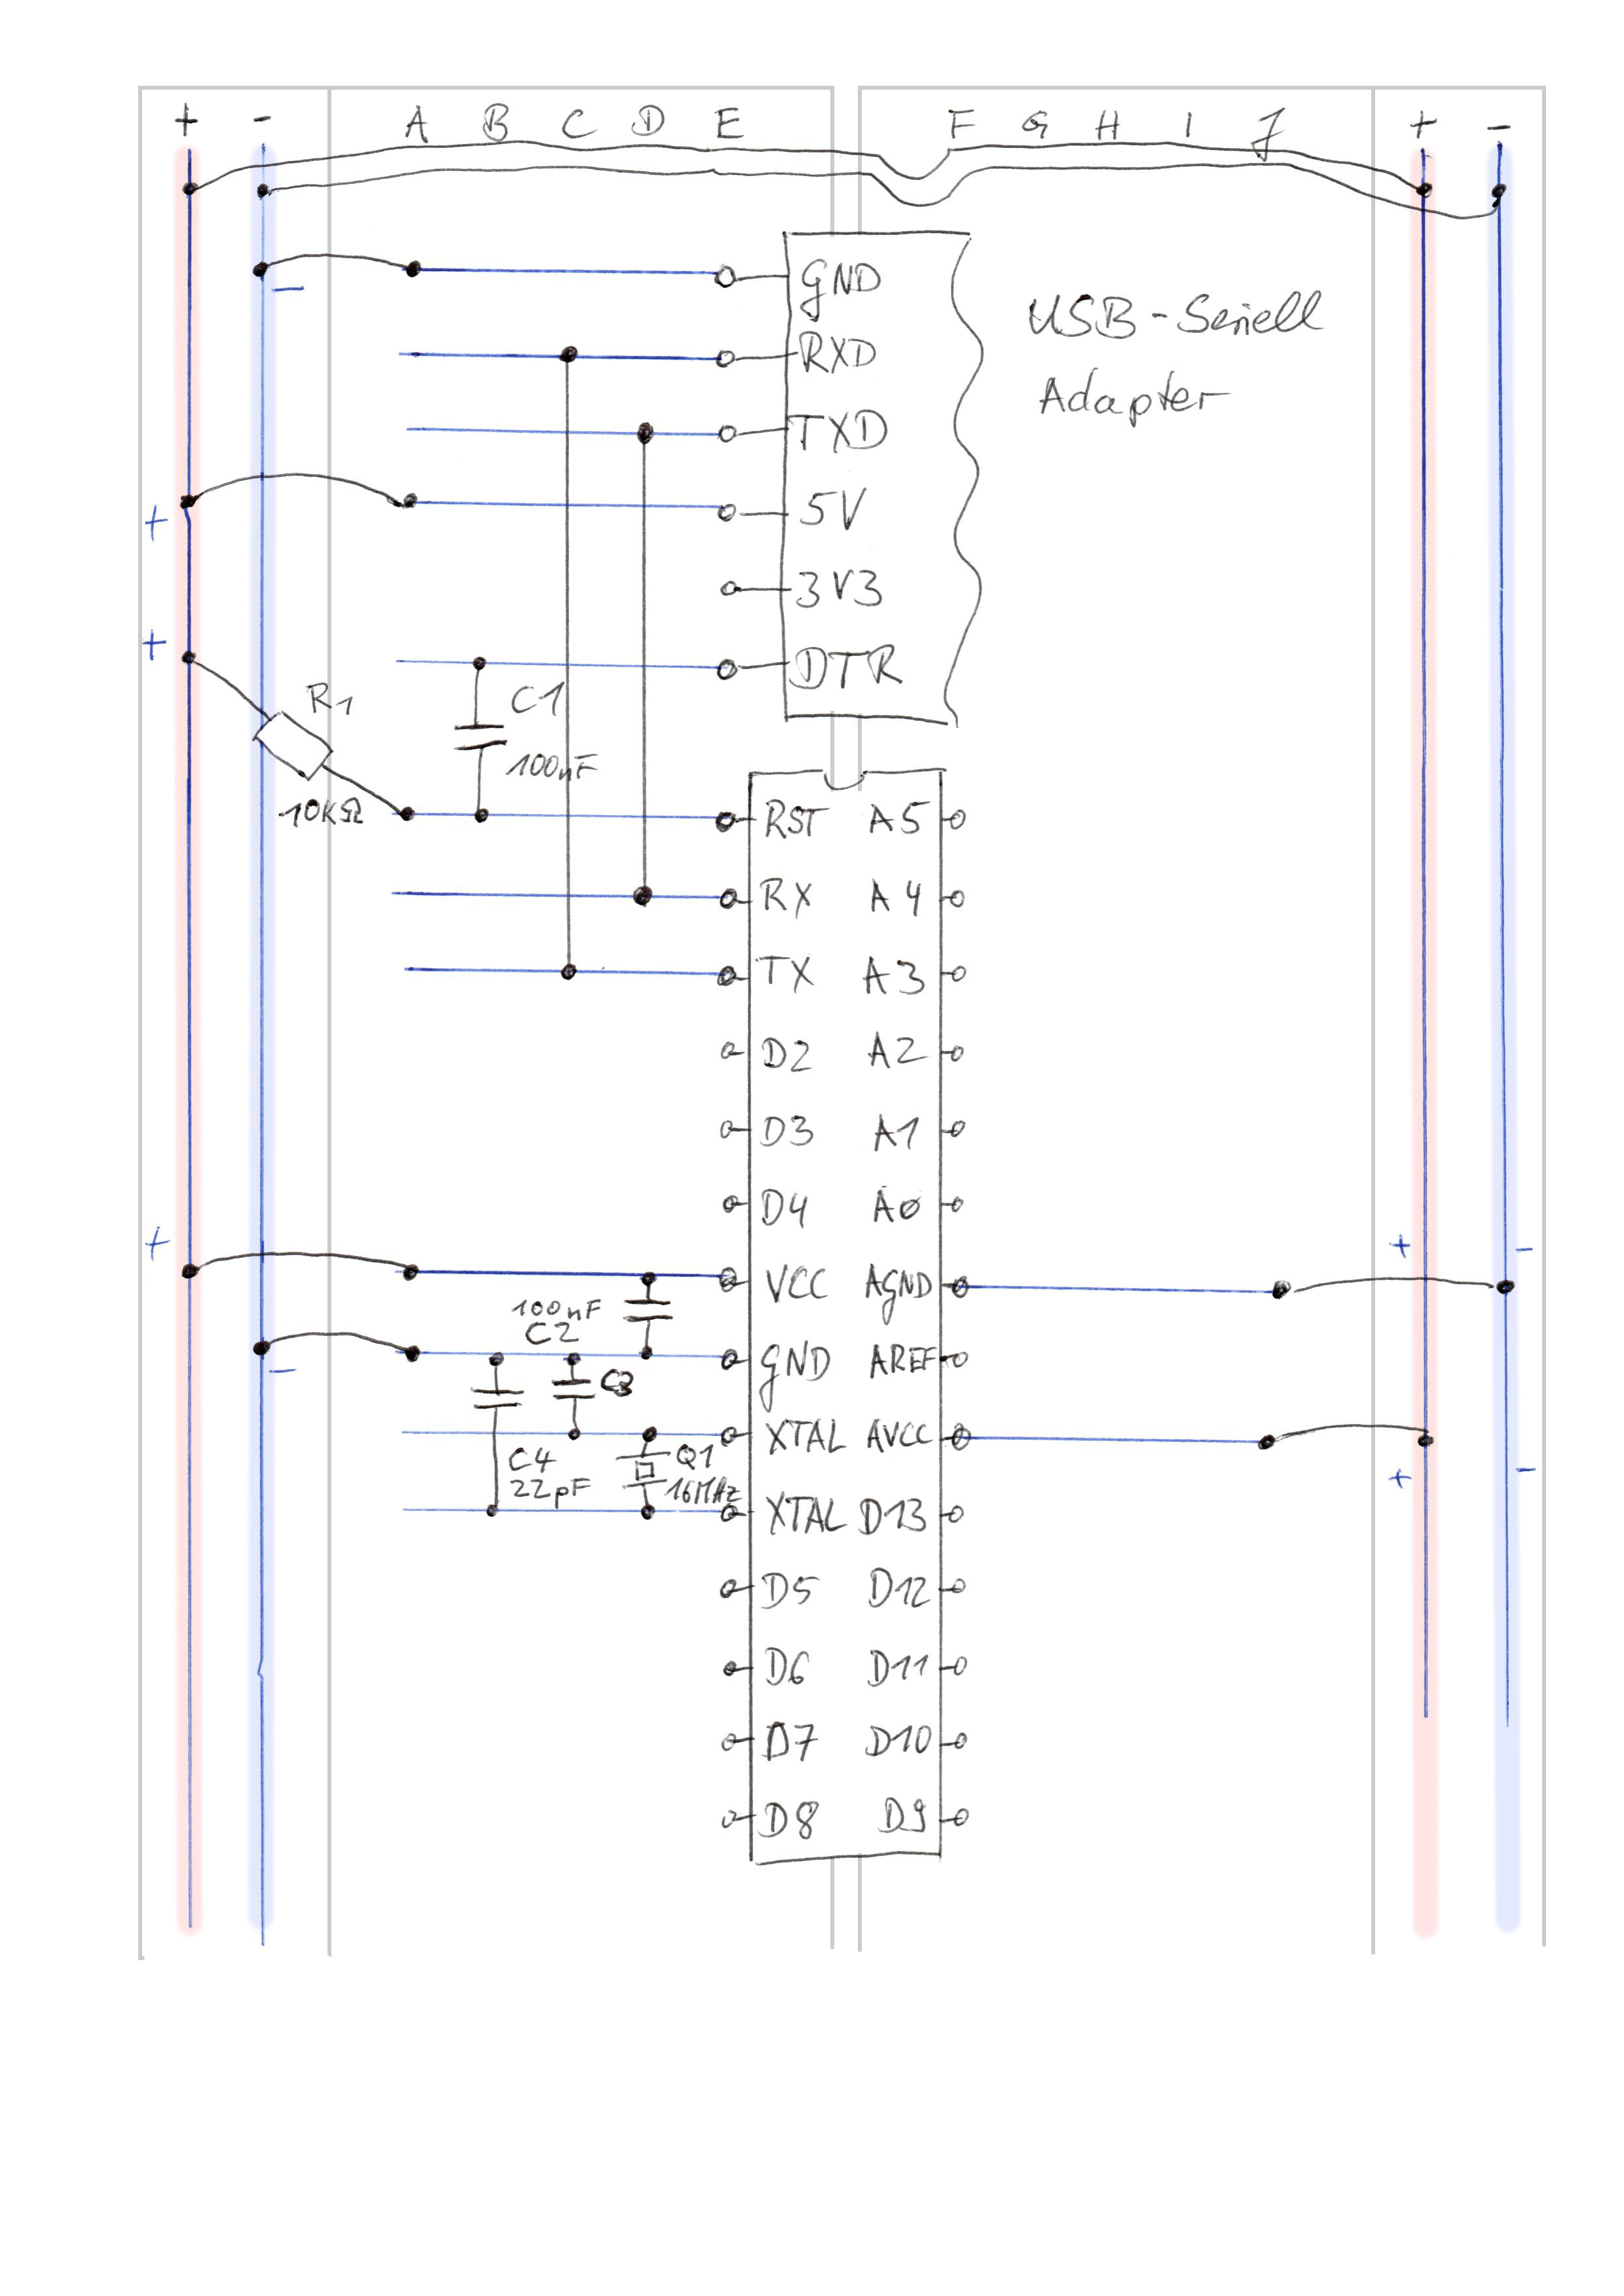 + - A B C D E F G H I J + -
GND
-
USB-Seriell
RXD
Adapter
TXD
5V
+
3V3
+
DTR
R1
C1
100nF
10KΩ
RST A5
RX A4
TX A3
D2 A2
D3 A1
D4 A0
+ + -
VCC AGND
100nF
C2
GND AREF
-
C3
XTAL AVCC
C4 Q1
22pF 16MHz
+ -
XTAL D13
D5 D12
D6 D11
D7 D10
D8 D9